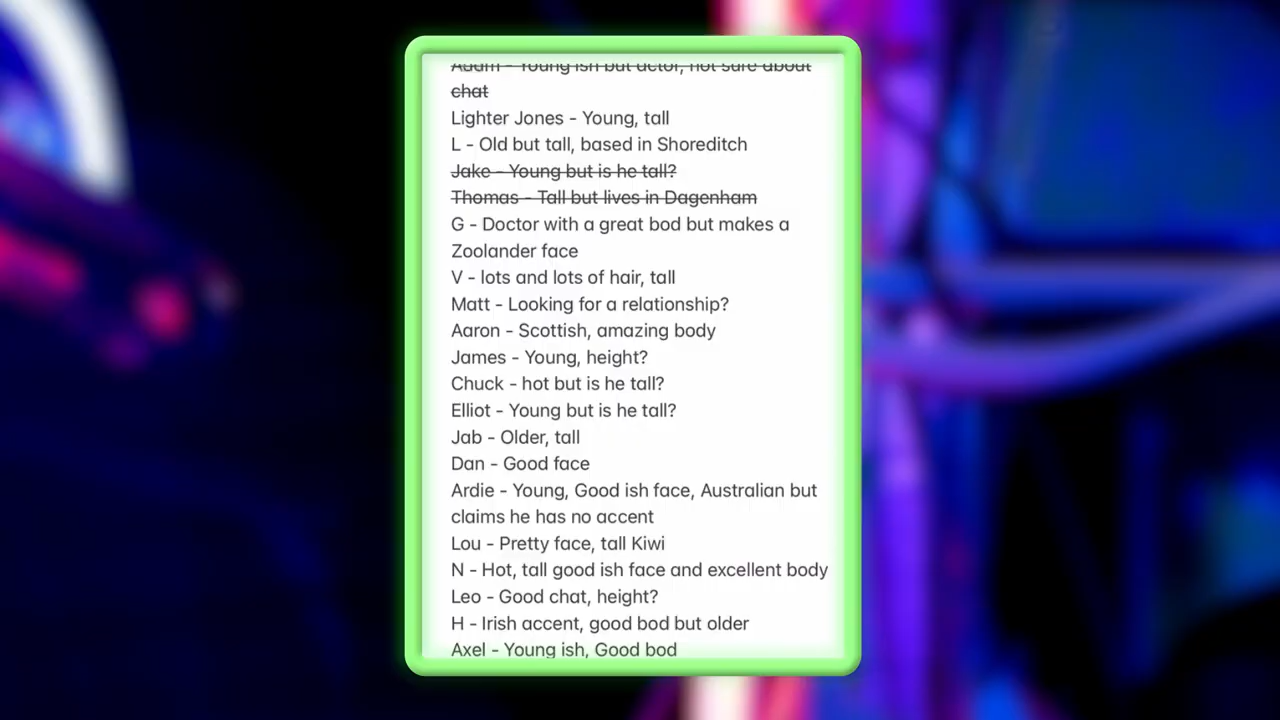 Adam - Young ish but actor, not sure about
chat
Lighter Jones - Young, tall
L - Old but tall, based in Shoreditch
Jake - Young but is he tall?
Thomas - Tall but lives in Dagenham
G - Doctor with a great bod but makes a
Zoolander face
V - lots and lots of hair, tall
Matt - Looking for a relationship?
Aaron - Scottish, amazing body
James - Young, height?
Chuck - hot but is he tall?
Elliot - Young but is he tall?
Jab - Older, tall
Dan - Good face
Ardie - Young, Good ish face, Australian but
claims he has no accent
Lou - Pretty face, tall Kiwi
N - Hot, tall good ish face and excellent body
Leo - Good chat, height?
H - Irish accent, good bod but older
Axel - Young ish, Good bod